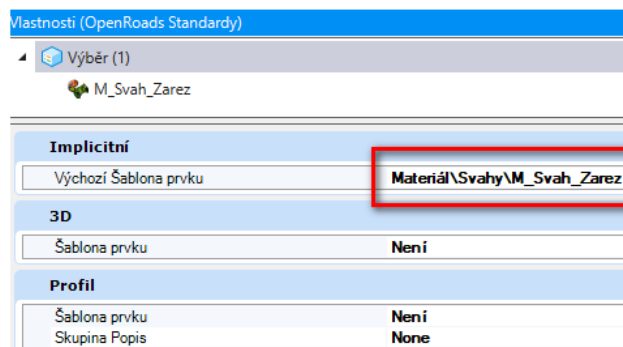 Vlastnosti (OpenRoads Standardy)
Výběr (1)
M_Svah_Zarez
Implicitní
Výchozí Šablona prvku Materiál\Svahy\M_Svah_Zarez
3D
Šablona prvku Není
Profil
Šablona prvku Není
Skupina Popis None